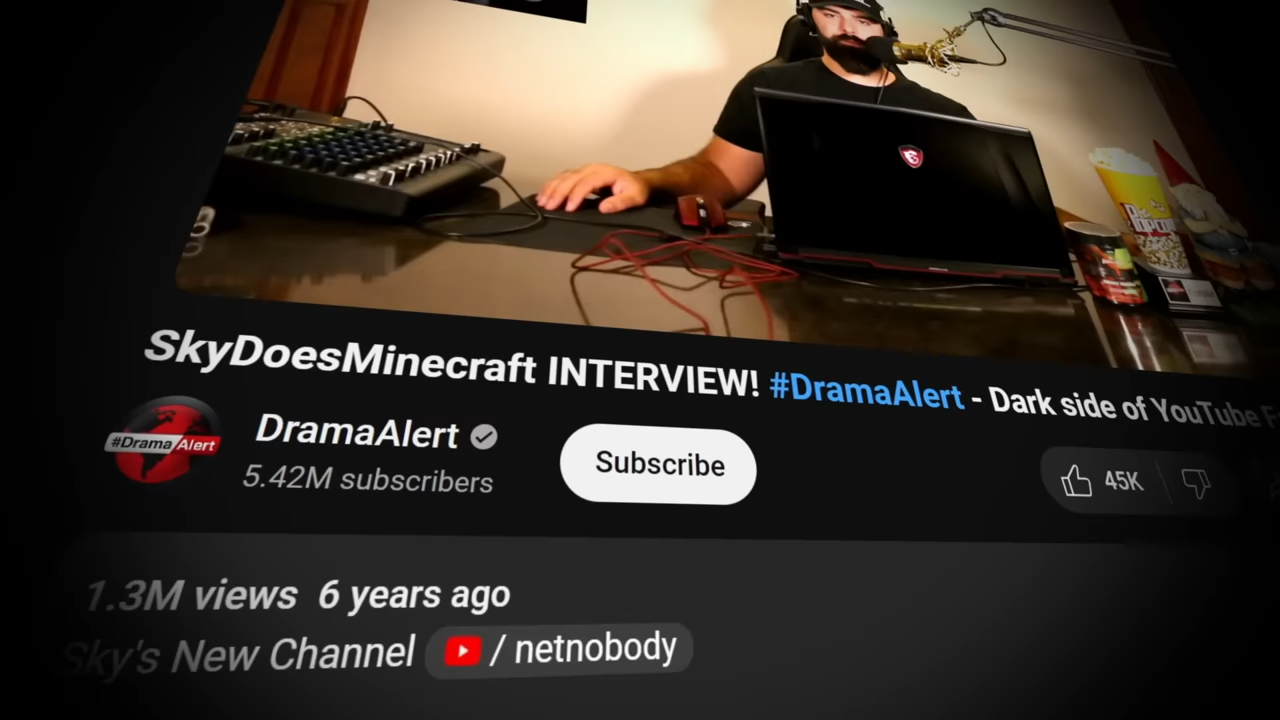 SkyDoesMinecraft INTERVIEW! #DramaAlert - Dark side of YouTube
#DramaAlert
DramaAlert
5.42M subscribers
Subscribe
45K
1.3M views 6 years ago
Sky's New Channel / netnobody